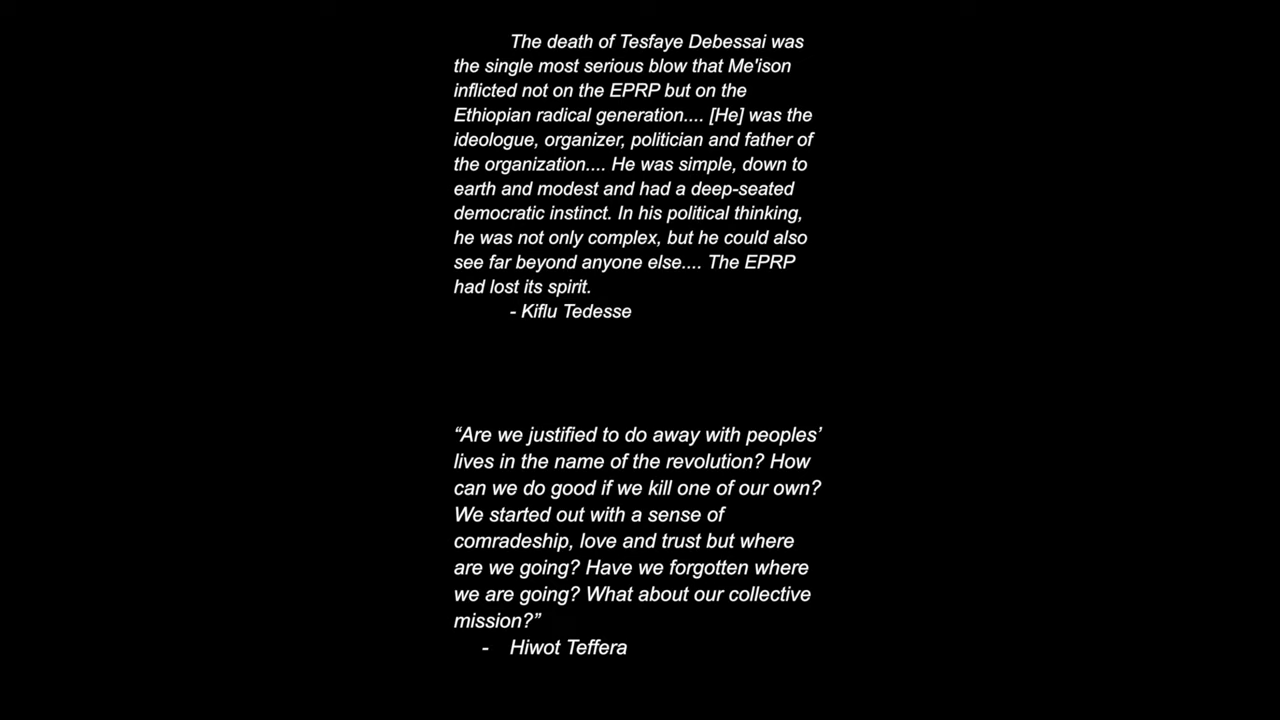 The death of Tesfaye Debessai was
the single most serious blow that Me'ison
inflicted not on the EPRP but on the
Ethiopian radical generation.... [He] was the
ideologue, organizer, politician and father of
the organization.... He was simple, down to
earth and modest and had a deep-seated
democratic instinct. In his political thinking,
he was not only complex, but he could also
see far beyond anyone else.... The EPRP
had lost its spirit.
- Kiflu Tedesse
“Are we justified to do away with peoples’
lives in the name of the revolution? How
can we do good if we kill one of our own?
We started out with a sense of
comradeship, love and trust but where
are we going? Have we forgotten where
we are going? What about our collective
mission?”
- Hiwot Teffera